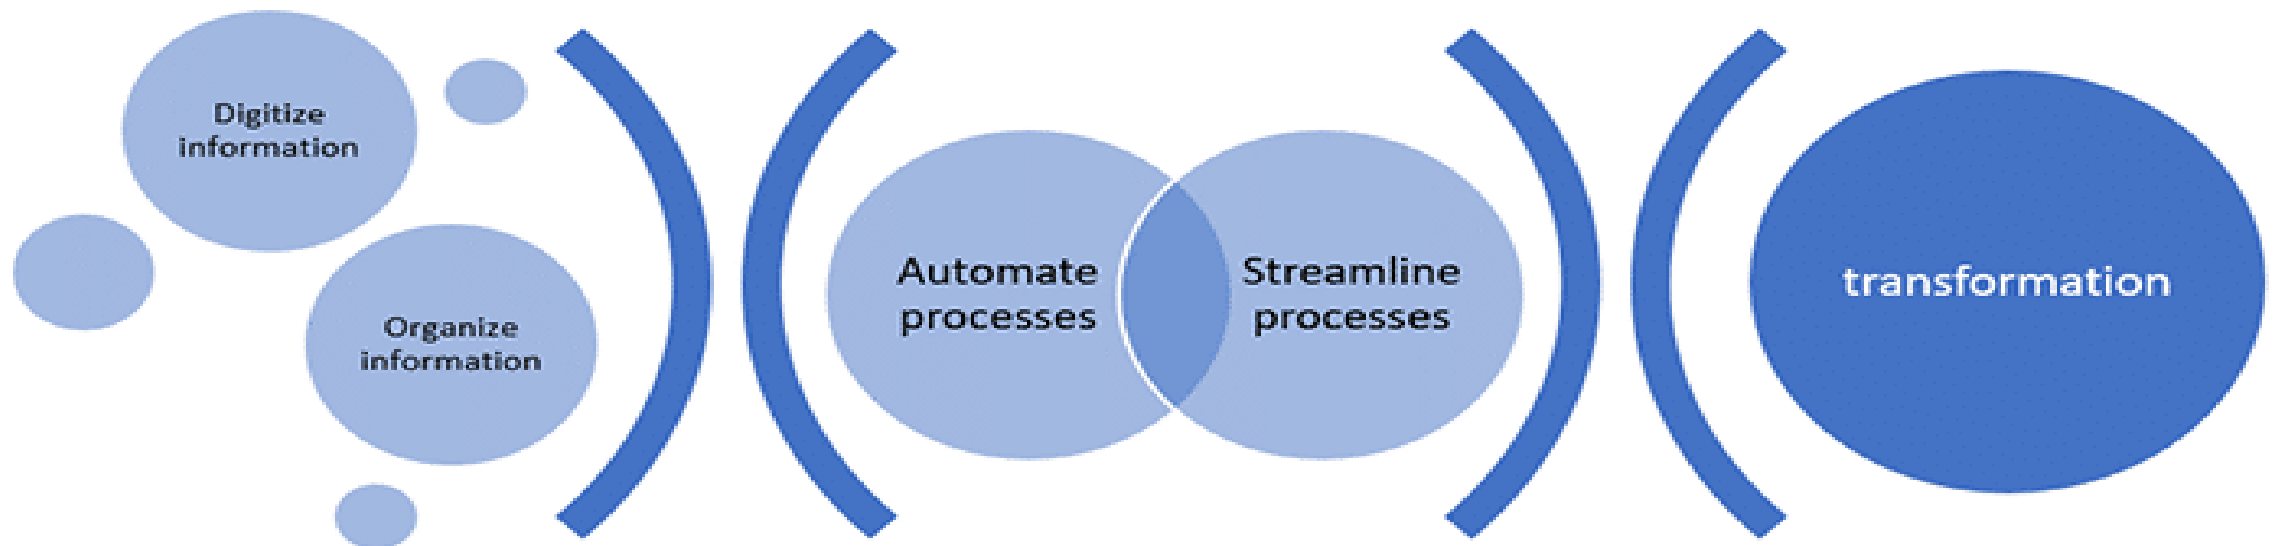 Digitize
information
Organize
information
Automate
processes
Streamline
processes
transformation